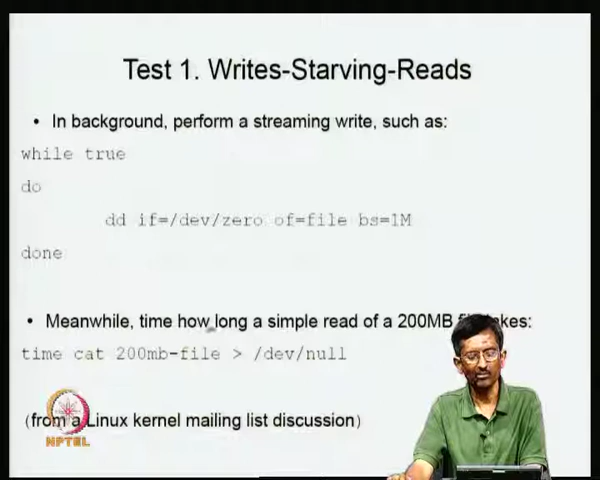 Test 1. Writes-Starving-Reads
• In background, perform a streaming write, such as:
while true
do
dd if=/dev/zero of=file bs=1M
done
• Meanwhile, time how long a simple read of a 200MB
time cat 200mb-file > /dev/null
(from a Linux kernel mailing list discussion)
NPTEL